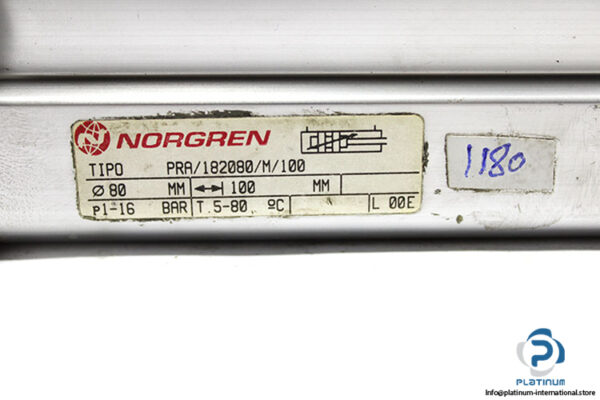 NORGREN
TIPO PRA/182080/M/100
Ø 80 MM 100 MM
P1-16 BAR T.5-80 ºC L 00E
1180
PLATINUM
Info@platinum-international.store